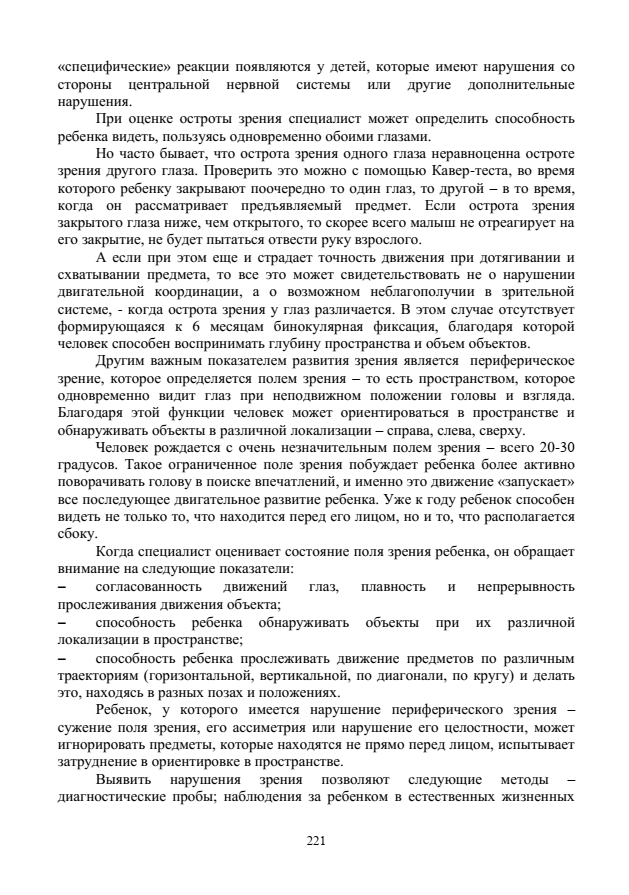 «специфические» реакции появляются у детей, которые имеют нарушения со
стороны центральной нервной системы или другие дополнительные
нарушения.
При оценке остроты зрения специалист может определить способность
ребенка видеть, пользуясь одновременно обоими глазами.
Но часто бывает, что острота зрения одного глаза неравноценна остроте
зрения другого глаза. Проверить это можно с помощью Кавер-теста, во время
которого ребенку закрывают поочередно то один глаз, то другой – в то время,
когда он рассматривает предъявляемый предмет. Если острота зрения
закрытого глаза ниже, чем открытого, то скорее всего малыш не отреагирует на
его закрытие, не будет пытаться отвести руку взрослого.
А если при этом еще и страдает точность движения при дотягивании и
схватывании предмета, то все это может свидетельствовать не о нарушении
двигательной координации, а о возможном неблагополучии в зрительной
системе, - когда острота зрения у глаз различается. В этом случае отсутствует
формирующаяся к 6 месяцам бинокулярная фиксация, благодаря которой
человек способен воспринимать глубину пространства и объем объектов.
Другим важным показателем развития зрения является периферическое
зрение, которое определяется полем зрения – то есть пространством, которое
одновременно видит глаз при неподвижном положении головы и взгляда.
Благодаря этой функции человек может ориентироваться в пространстве и
обнаруживать объекты в различной локализации – справа, слева, сверху.
Человек рождается с очень незначительным полем зрения – всего 20-30
градусов. Такое ограниченное поле зрения побуждает ребенка более активно
поворачивать голову в поиске впечатлений, и именно это движение «запускает»
все последующее двигательное развитие ребенка. Уже к году ребенок способен
видеть не только то, что находится перед его лицом, но и то, что располагается
сбоку.
Когда специалист оценивает состояние поля зрения ребенка, он обращает
внимание на следующие показатели:
– согласованность движений глаз, плавность и непрерывность
прослеживания движения объекта;
– способность ребенка обнаруживать объекты при их различной
локализации в пространстве;
– способность ребенка прослеживать движение предметов по различным
траекториям (горизонтальной, вертикальной, по диагонали, по кругу) и делать
это, находясь в разных позах и положениях.
Ребенок, у которого имеется нарушение периферического зрения –
сужение поля зрения, его ассиметрия или нарушение его целостности, может
игнорировать предметы, которые находятся не прямо перед лицом, испытывает
затруднение в ориентировке в пространстве.
Выявить нарушения зрения позволяют следующие методы –
диагностические пробы; наблюдения за ребенком в естественных жизненных
221